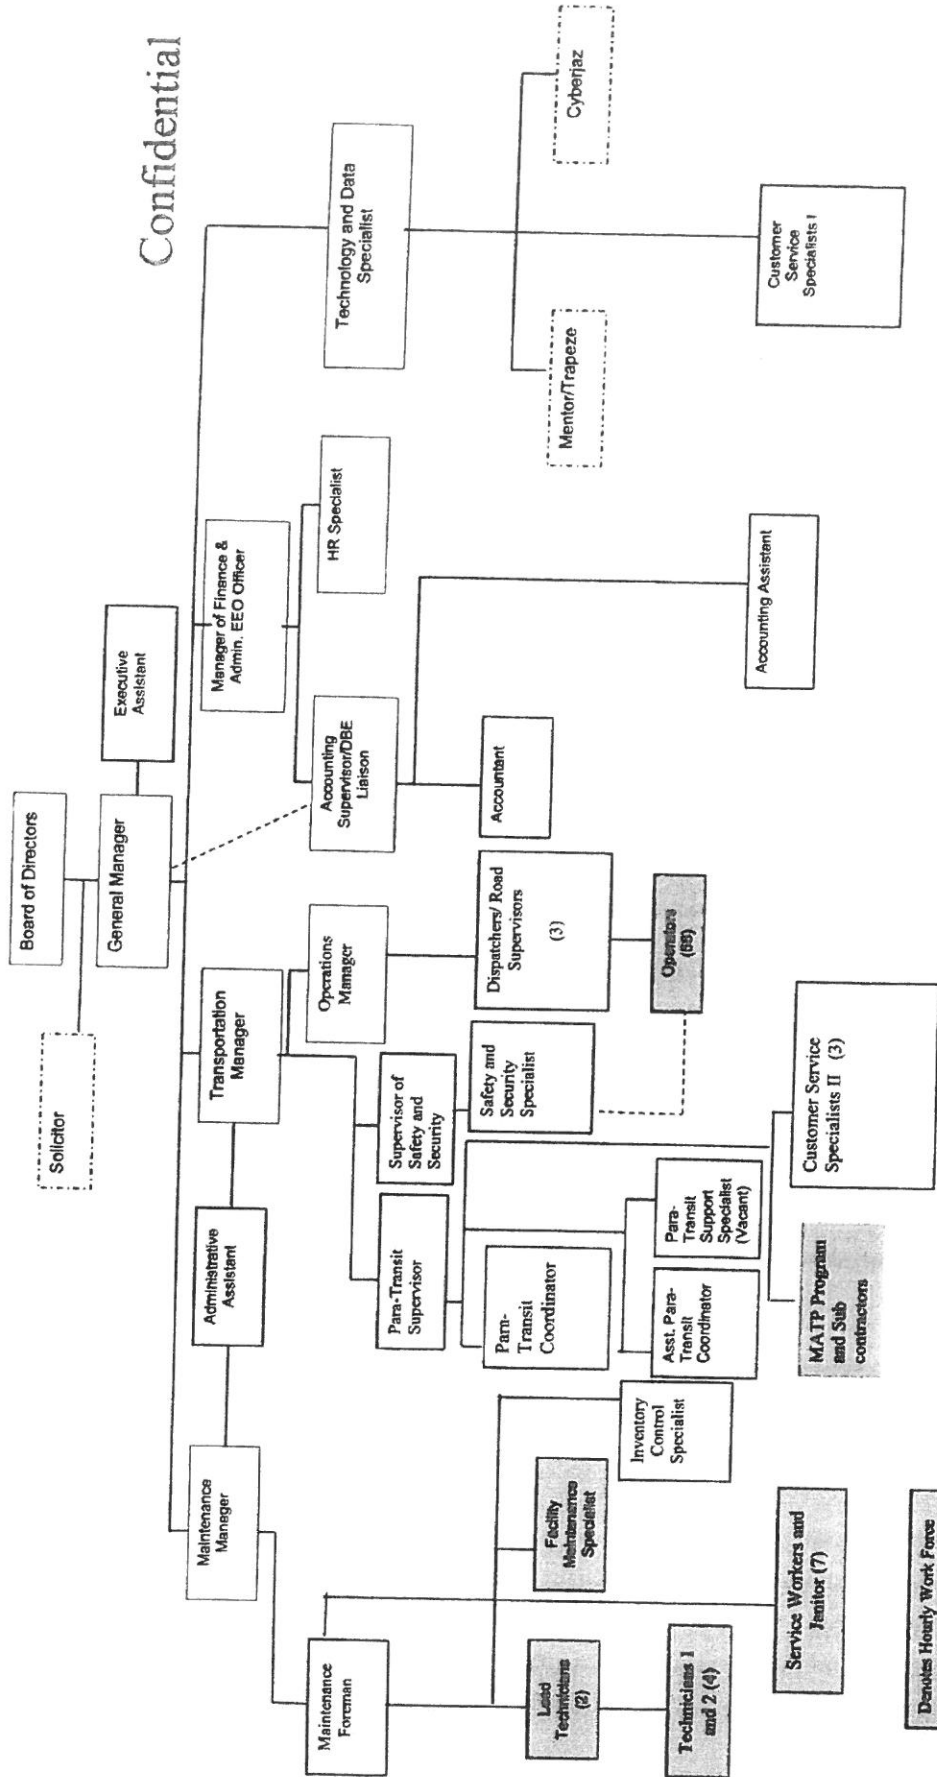 Confidential
Board of Directors
Solicitor
General Manager
Executive
Assistant
Maintenance
Manager
Administrative
Assistant
Transportation
Manager
Manager of Finance &
Admin. EEO Officer
Technology and Data
Specialist
Maintenance
Foreman
Para-Transit
Supervisor
Supervisor of
Safety and
Security
Operations
Manager
Accounting
Supervisor/DBE
Liaison
HR Specialist
Lead
Technicians
(2)
Facility
Maintenance
Specialist
Para-
Transit
Coordinator
Safety and
Security
Specialist
Dispatchers/ Road
Supervisors
(3)
Accountant
Mentor/Trapeze
Cyberjaz
Technicians 1
and 2 (4)
Inventory
Control
Specialist
Asst. Para-
Transit
Coordinator
Para-
Transit
Support
Specialist
(Vacant)
Operators
Service Workers and
Janitor (7)
MATP Program
and Sub
contractors
Customer Service
Specialists II (3)
Accounting Assistant
Customer
Service
Specialists I
Denotes Hourly Work Force